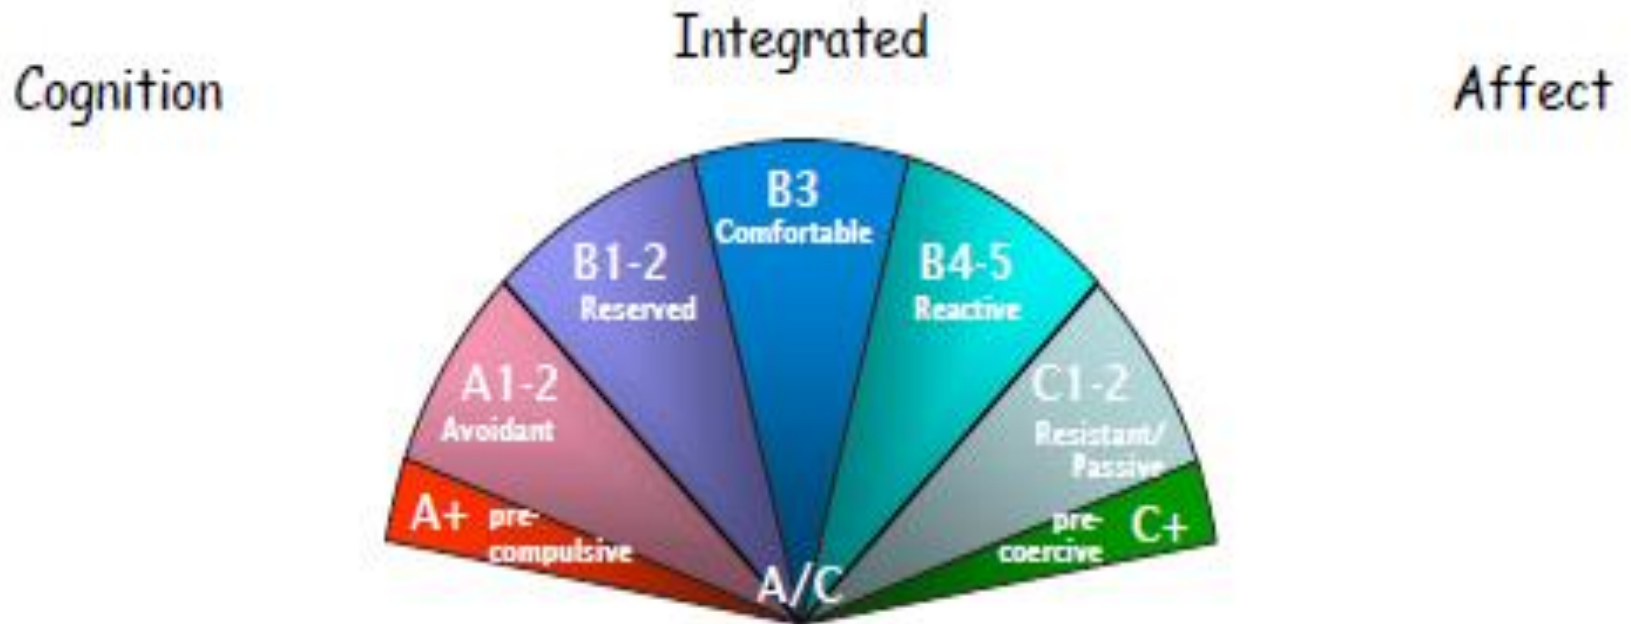 Integrated
Cognition
Affect
B3
Comfortable
B1-2
Reserved
B4-5
Reactive
A1-2
Avoidant
C1-2
Resistant/
Passive
A+ pre-
compulsive
pre- C+
coercive
A/C